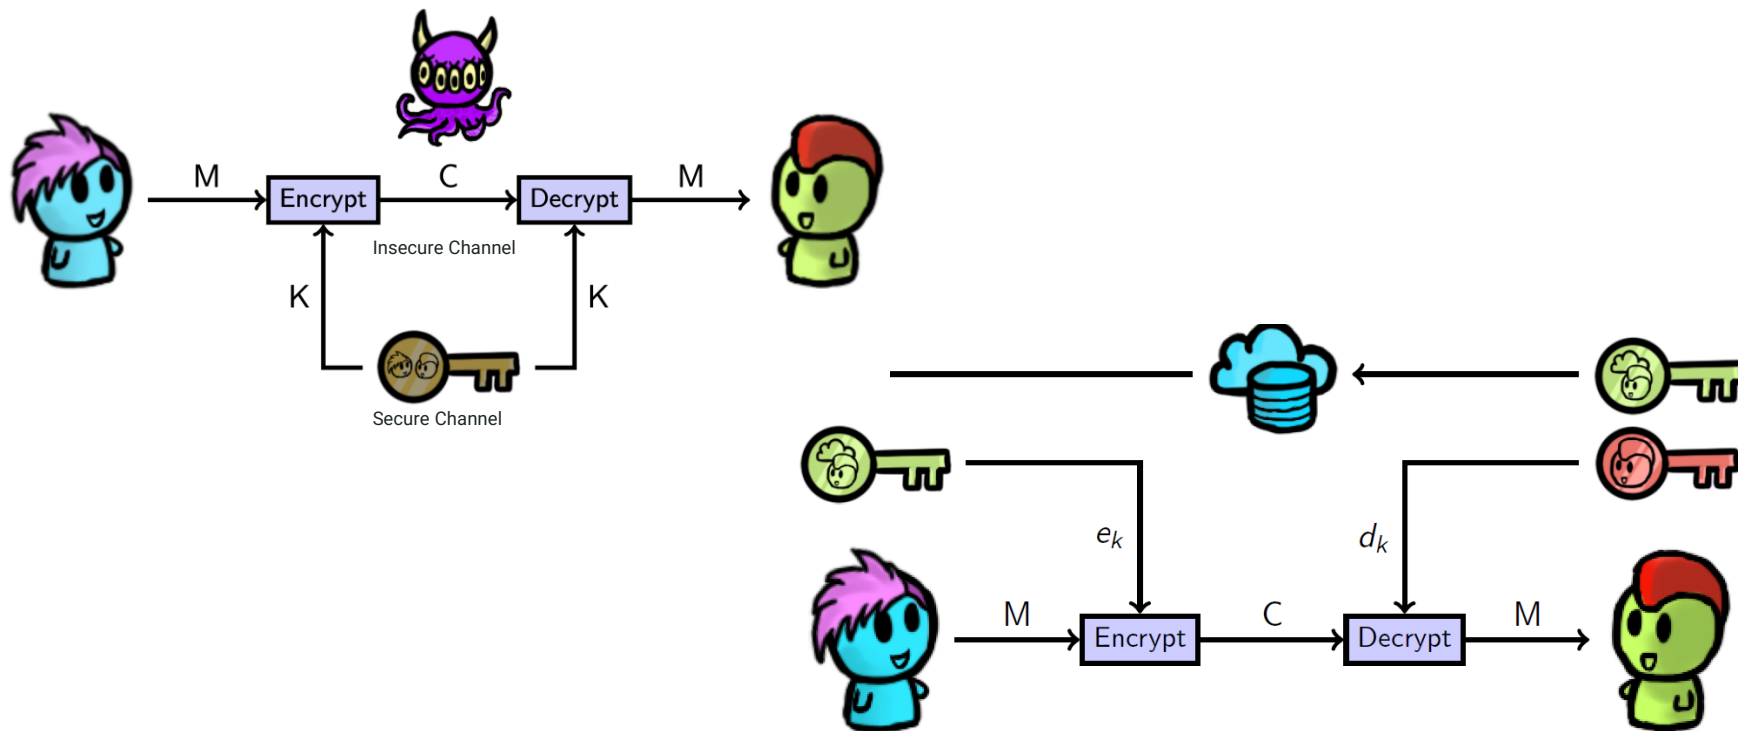 M
Encrypt
C
Decrypt
M
Insecure Channel
K
K
Secure Channel
e_k
d_k
M
Encrypt
C
Decrypt
M